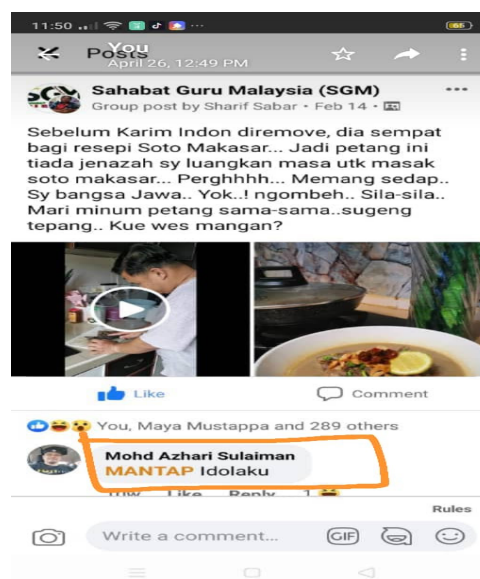 11:50
65
Posts
You
April 26, 12:49 PM
Sahabat Guru Malaysia (SGM)
Group post by Sharif Sabar • Feb 14 •
Sebelum Karim Indon diremove, dia sempat
bagi resepi Soto Makasar... Jadi petang ini
tiada jenazah sy luangkan masa utk masak
soto makasar... Perghhhh... Memang sedap..
Sy bangsa Jawa.. Yok..! ngombeh.. Sila-sila..
Mari minum petang sama-sama..sugeng
tepang.. Kue wes mangan?
Like
Comment
You, Maya Mustappa and 289 others
Mohd Azhari Sulaiman
MANTAP Idolaku
10w Like Reply 1
Rules
Write a comment...
GIF